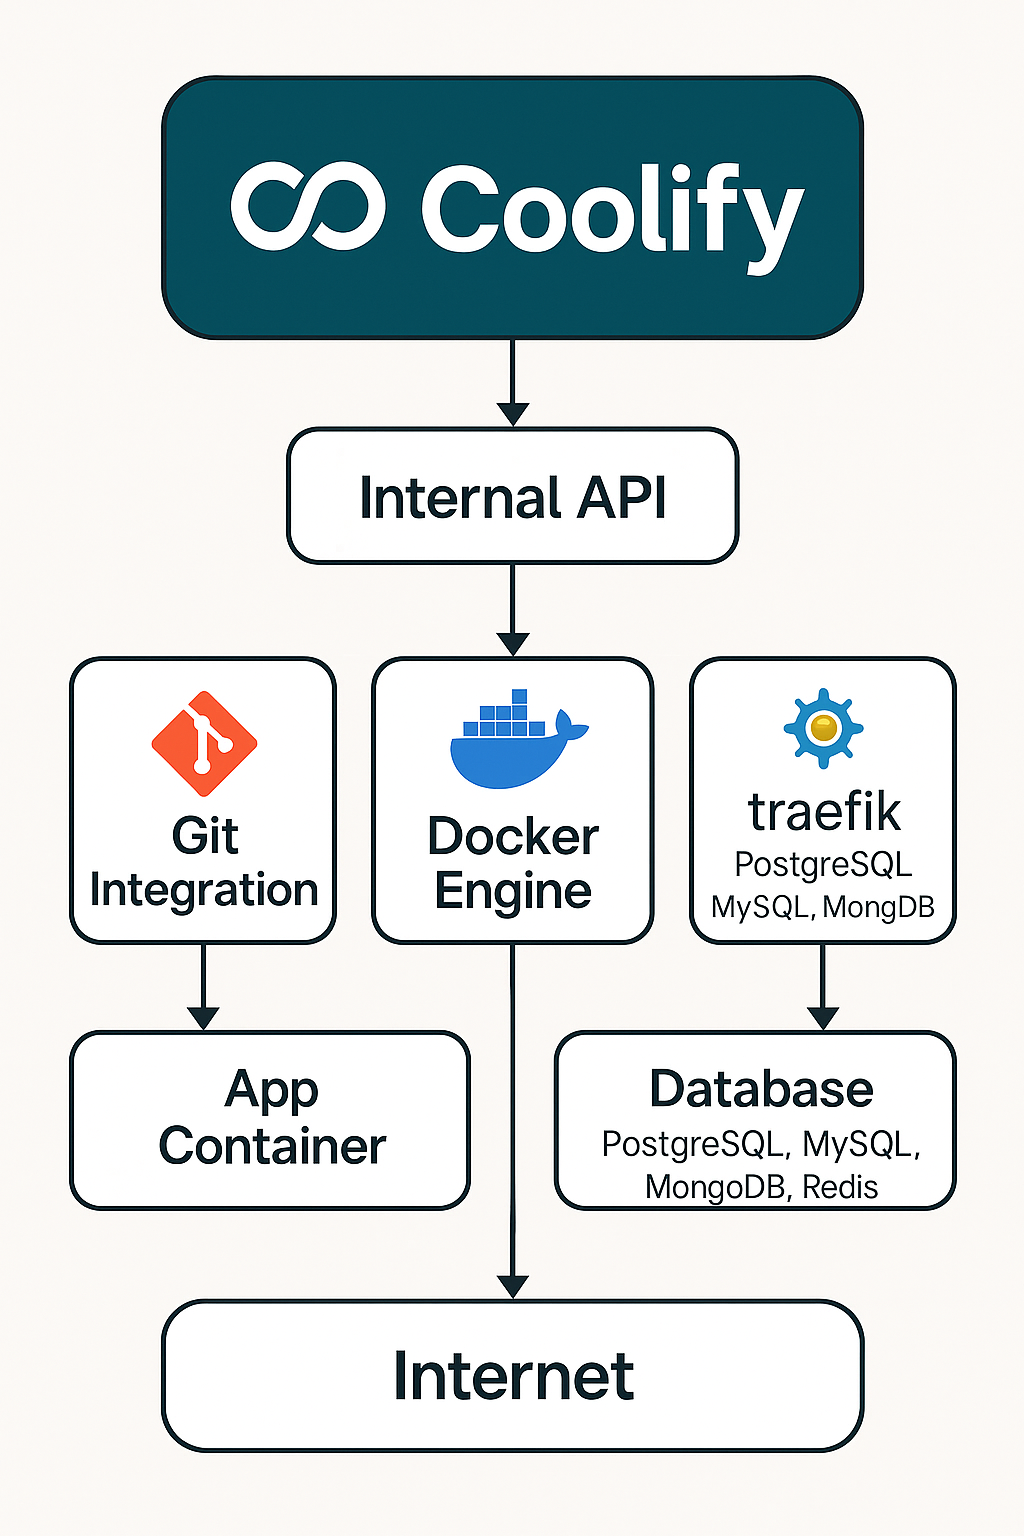 Coolify
Internal API
Git
Integration
Docker
Engine
traefik
PostgreSQL
MySQL, MongDB
App
Container
Database
PostgreSQL, MySQL,
MongoDB, Redis
Internet